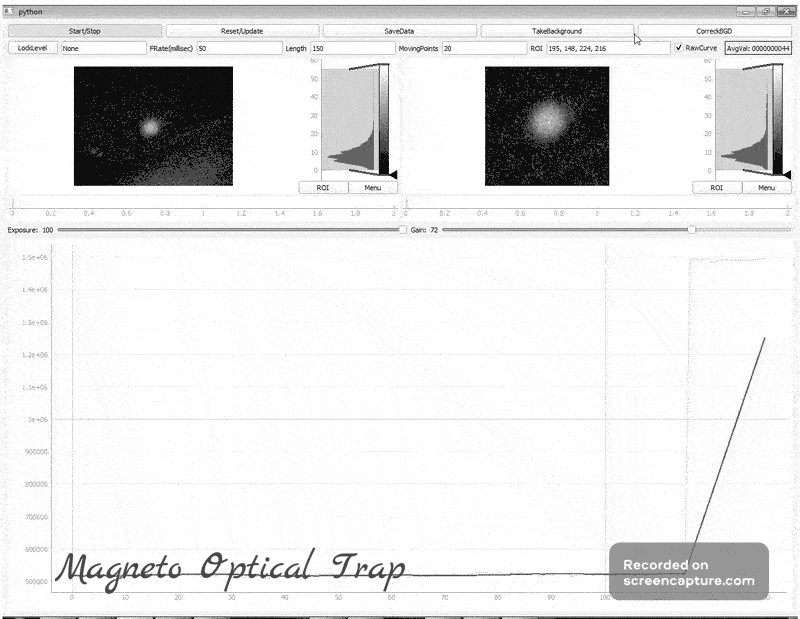 python
Start/Stop Reset/Update SaveData TakeBackground CorreckBGD
LockLevel None FRate(millisec) 50 Length 150 MovingPoints 20 ROI 195, 148, 224, 216 RawCurve AvgVal: 0000000044
60 60
50 50
40 40
30 30
20 20
10 10
0 0
ROI Menu ROI Menu
0 0.2 0.4 0.6 0.8 1 1.2 1.4 1.6 1.8 2 0 0.2 0.4 0.6 0.8 1 1.2 1.4 1.6 1.8 2
Exposure: 100 Gain: 72
1.5e+06
1.4e+06
1.3e+06
1.2e+06
1.1e+06
1e+06
900000
800000
700000
600000
500000
Magneto Optical Trap
Recorded on
screencapture.com
0 10 20 30 40 50 60 70 80 90 100